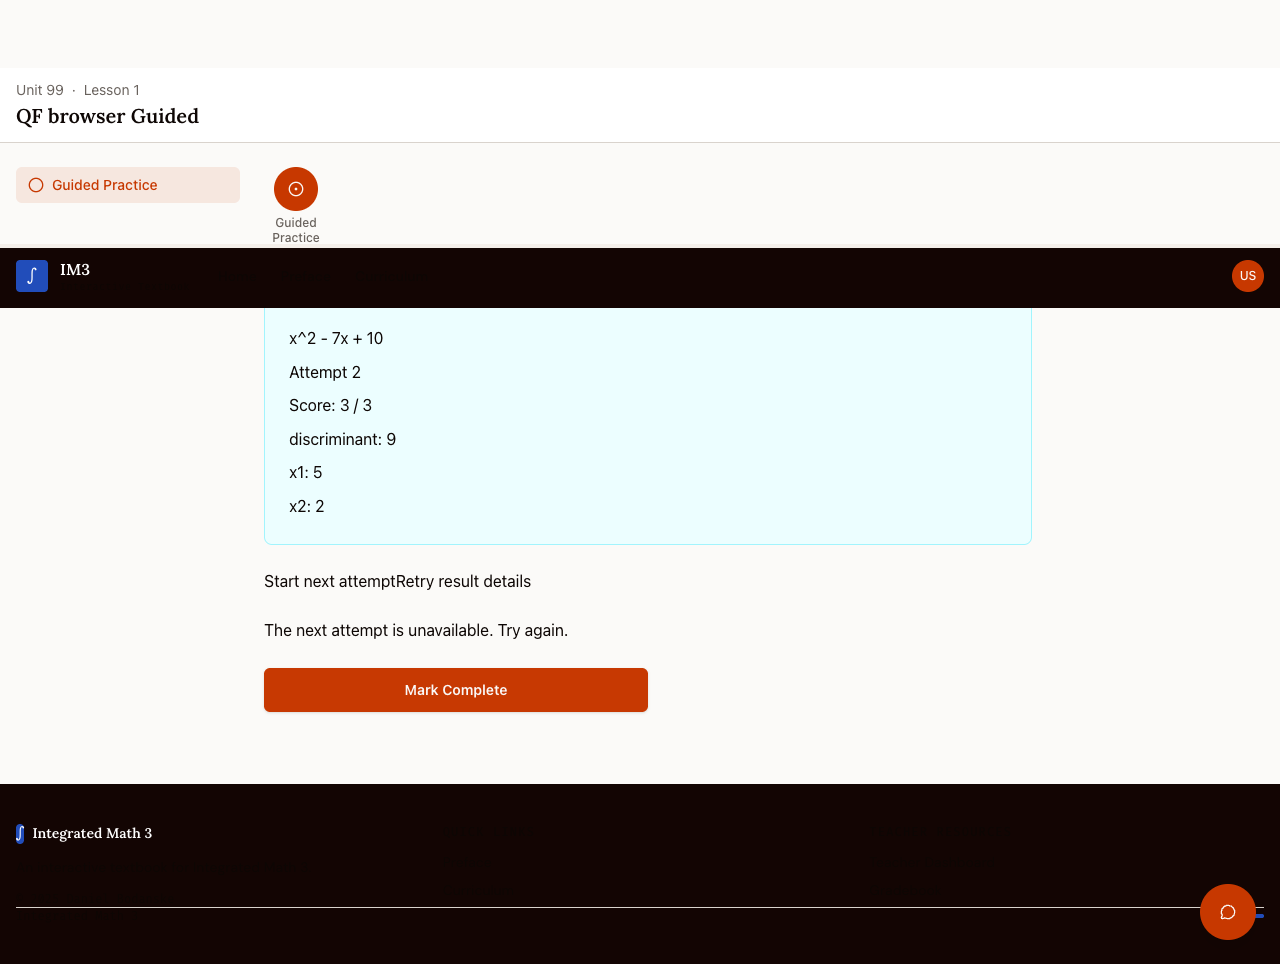 Unit 99 · Lesson 1
QF browser Guided
Guided Practice
Guided
Practice
∫ IM3
US
x^2 - 7x + 10
Attempt 2
Score: 3 / 3
discriminant: 9
x1: 5
x2: 2
Start next attemptRetry result details
The next attempt is unavailable. Try again.
Mark Complete
∫ Integrated Math 3